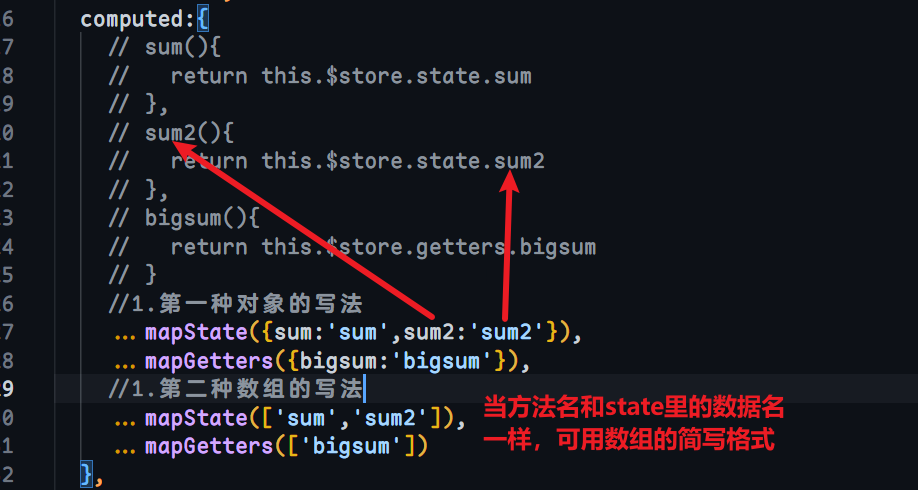 6 computed:{
7 // sum(){
8 //   return this.$store.state.sum
9 // },
0 // sum2(){
1 //   return this.$store.state.sum2
2 // },
3 // bigsum(){
4 //   return this.$store.getters.bigsum
5 // }
6 //1.第一种对象的写法
7 ...mapState({sum:'sum',sum2:'sum2'}),
8 ...mapGetters({bigsum:'bigsum'}),
9 //1.第二种数组的写法
0 ...mapState(['sum','sum2']),
1 ...mapGetters(['bigsum'])
2 },
当方法名和state里的数据名
一样，可用数组的简写格式